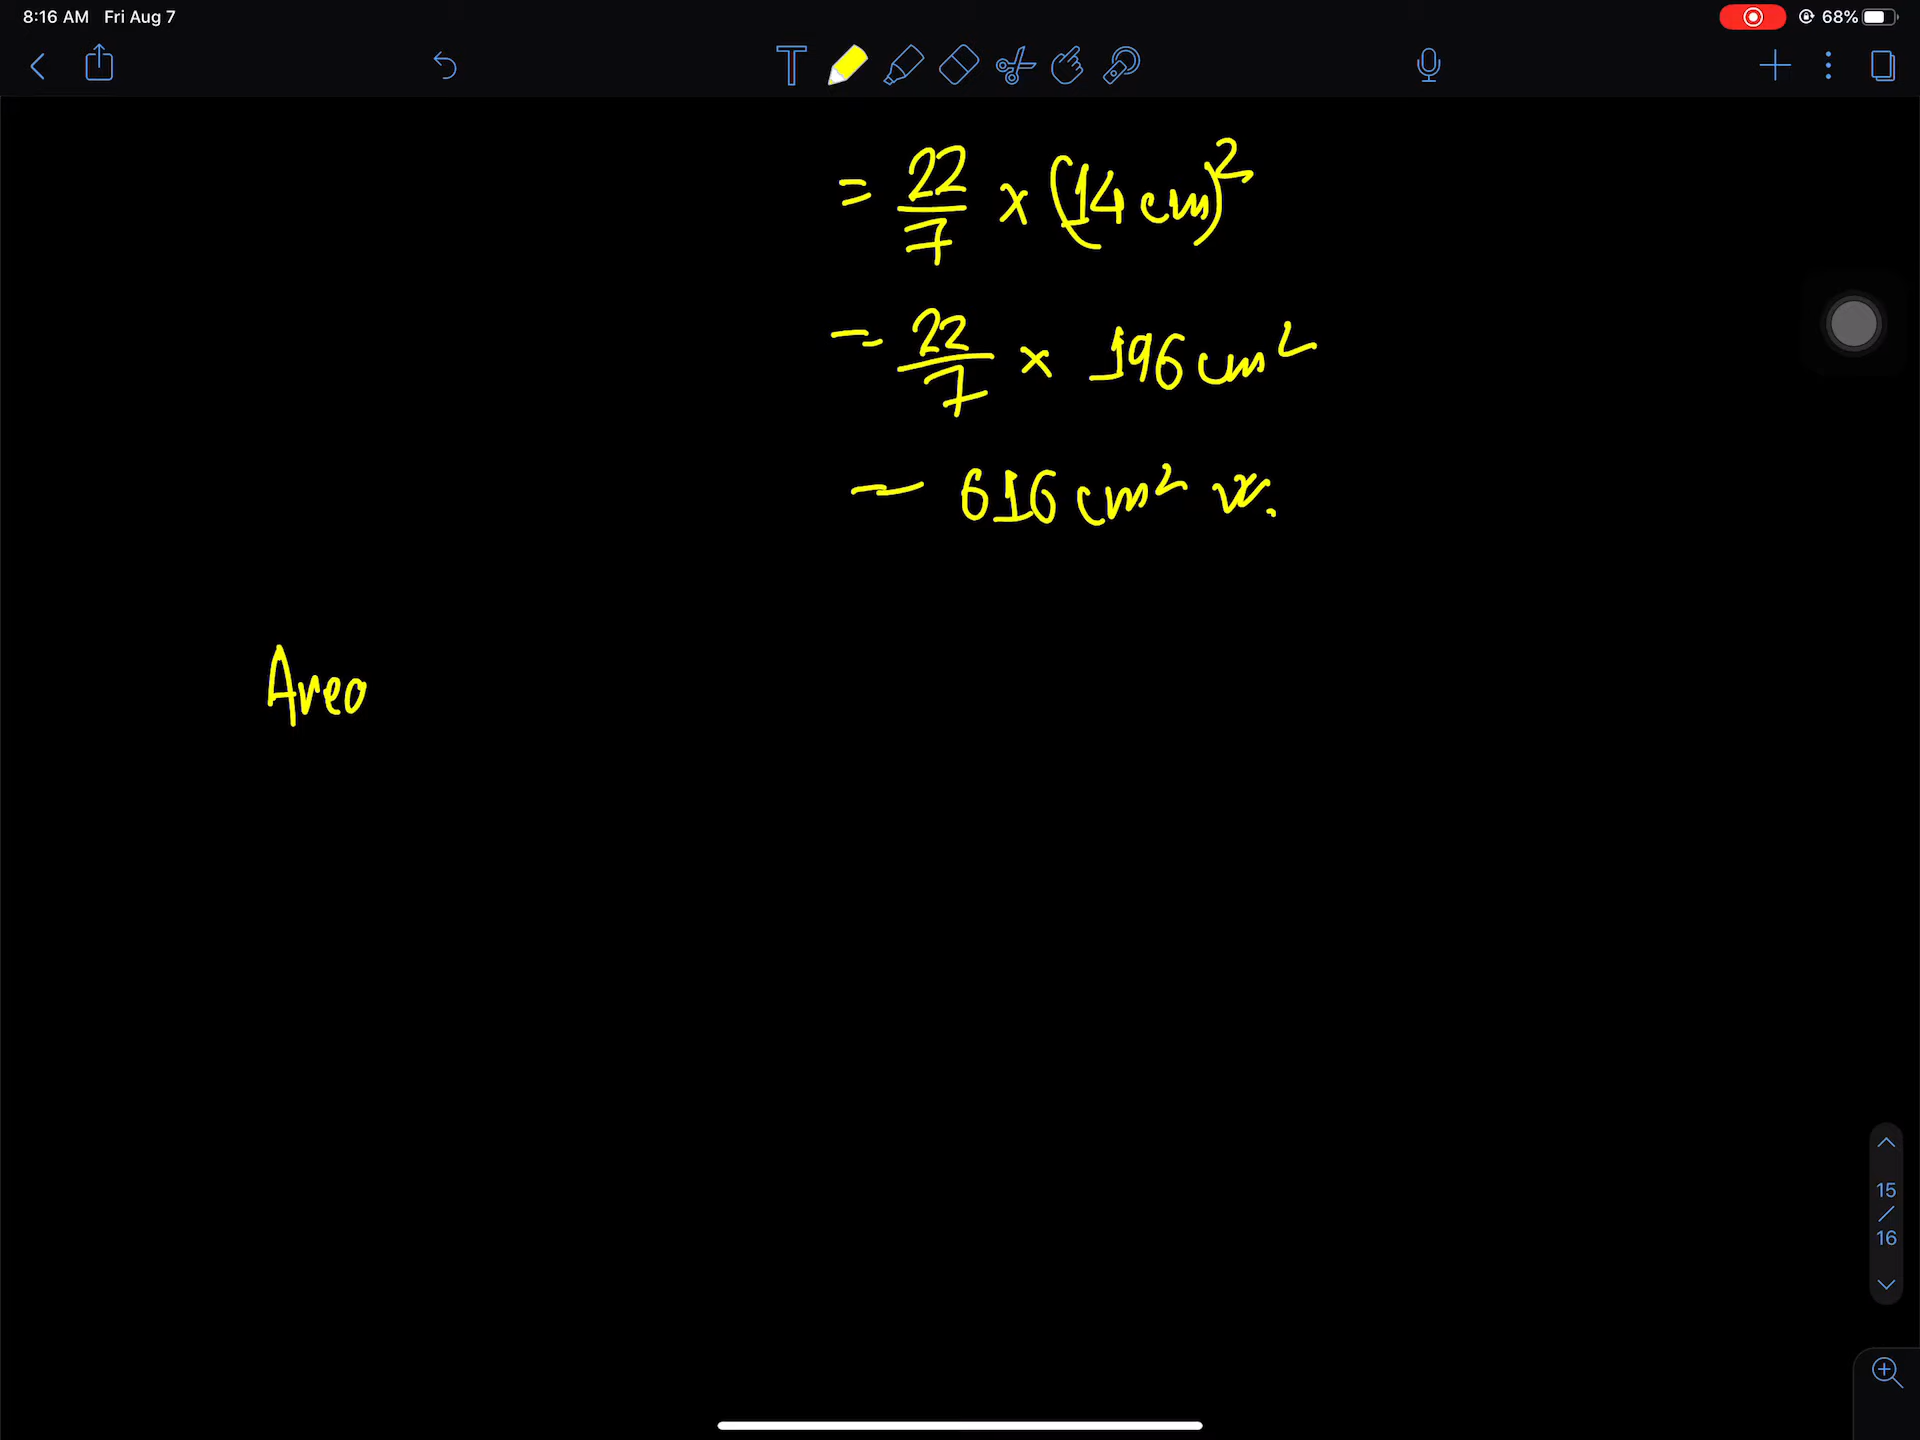 8:16 AM Fri Aug 7 68%
= 22/7 × (14 cm)²
= 22/7 × 196 cm²
= 616 cm²
Area
15
/
16